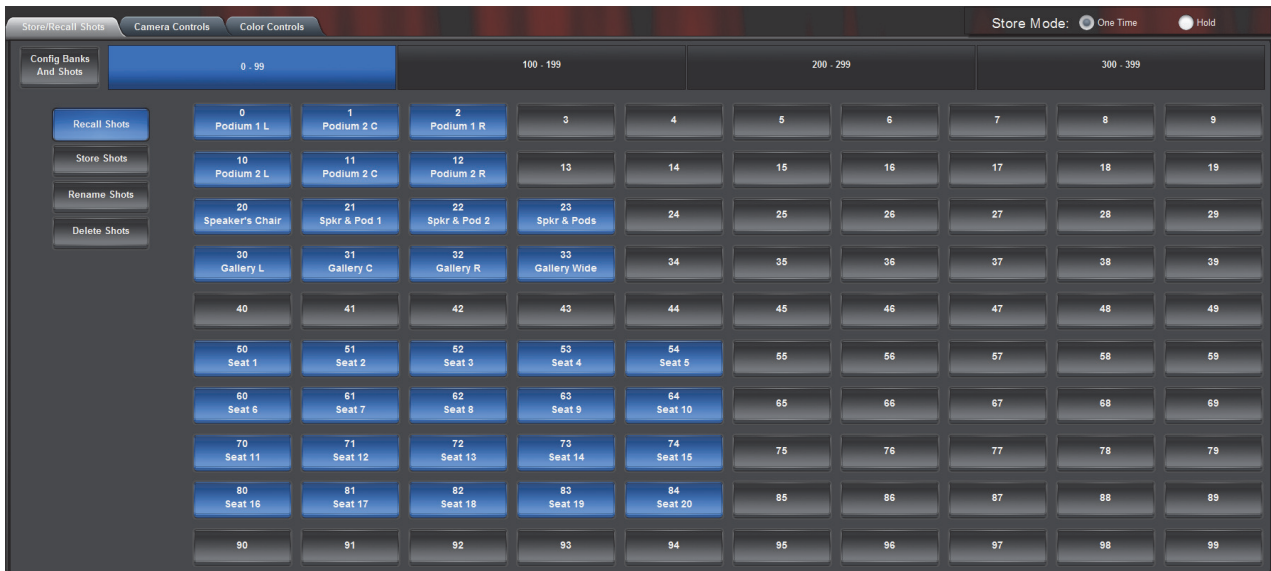 Store/Recall Shots Camera Controls Color Controls Store Mode: One Time Hold
Config Banks
And Shots
0 - 99 100 - 199 200 - 299 300 - 399
Recall Shots
Store Shots
Rename Shots
Delete Shots
0 1 2 3 4 5 6 7 8 9
Podium 1 L Podium 2 C Podium 1 R
10 11 12 13 14 15 16 17 18 19
Podium 2 L Podium 2 C Podium 2 R
20 21 22 23 24 25 26 27 28 29
Speaker's Chair Spkr & Pod 1 Spkr & Pod 2 Spkr & Pods
30 31 32 33 34 35 36 37 38 39
Gallery L Gallery C Gallery R Gallery Wide
40 41 42 43 44 45 46 47 48 49
50 51 52 53 54 55 56 57 58 59
Seat 1 Seat 2 Seat 3 Seat 4 Seat 5
60 61 62 63 64 65 66 67 68 69
Seat 6 Seat 7 Seat 8 Seat 9 Seat 10
70 71 72 73 74 75 76 77 78 79
Seat 11 Seat 12 Seat 13 Seat 14 Seat 15
80 81 82 83 84 85 86 87 88 89
Seat 16 Seat 17 Seat 18 Seat 19 Seat 20
90 91 92 93 94 95 96 97 98 99